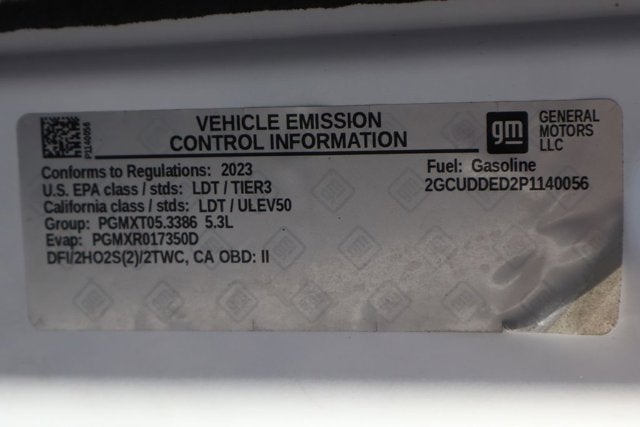 P1140056
VEHICLE EMISSION
CONTROL INFORMATION
gm
GENERAL
MOTORS
LLC
Conforms to Regulations: 2023
U.S. EPA class / stds: LDT / TIER3
California class / stds: LDT / ULEV50
Group: PGMXT05.3386 5.3L
Evap: PGMXR017350D
DFI/2HO2S(2)/2TWC, CA OBD: II
Fuel: Gasoline
2GCUDDED2P1140056